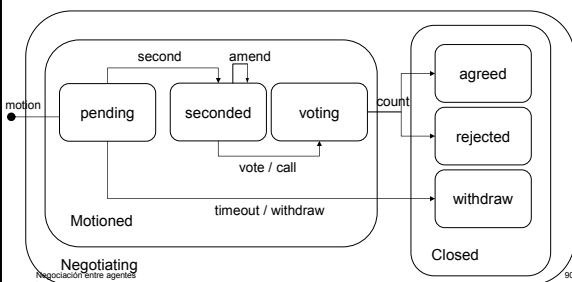 second
amend
agreed
motion
pending
seconded
voting
count
rejected
vote / call
withdraw
timeout / withdraw
Motioned
Closed
Negotiating
Negociación entre agentes
90